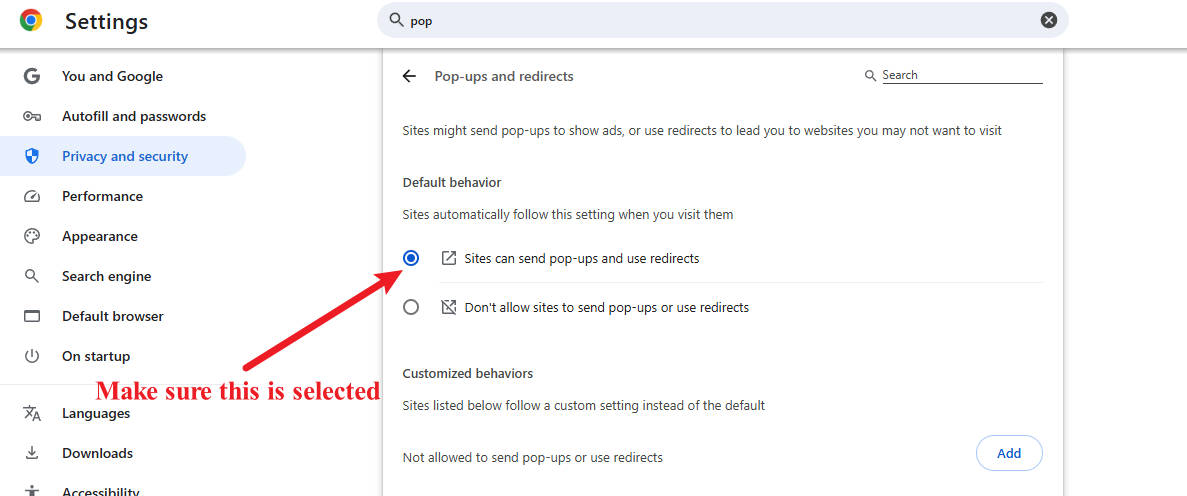 Settings
pop
You and Google
Autofill and passwords
Privacy and security
Performance
Appearance
Search engine
Default browser
On startup
Languages
Downloads
Accessibility
Pop-ups and redirects
Search
Sites might send pop-ups to show ads, or use redirects to lead you to websites you may not want to visit
Default behavior
Sites automatically follow this setting when you visit them
Sites can send pop-ups and use redirects
Don't allow sites to send pop-ups or use redirects
Make sure this is selected
Customized behaviors
Sites listed below follow a custom setting instead of the default
Not allowed to send pop-ups or use redirects
Add